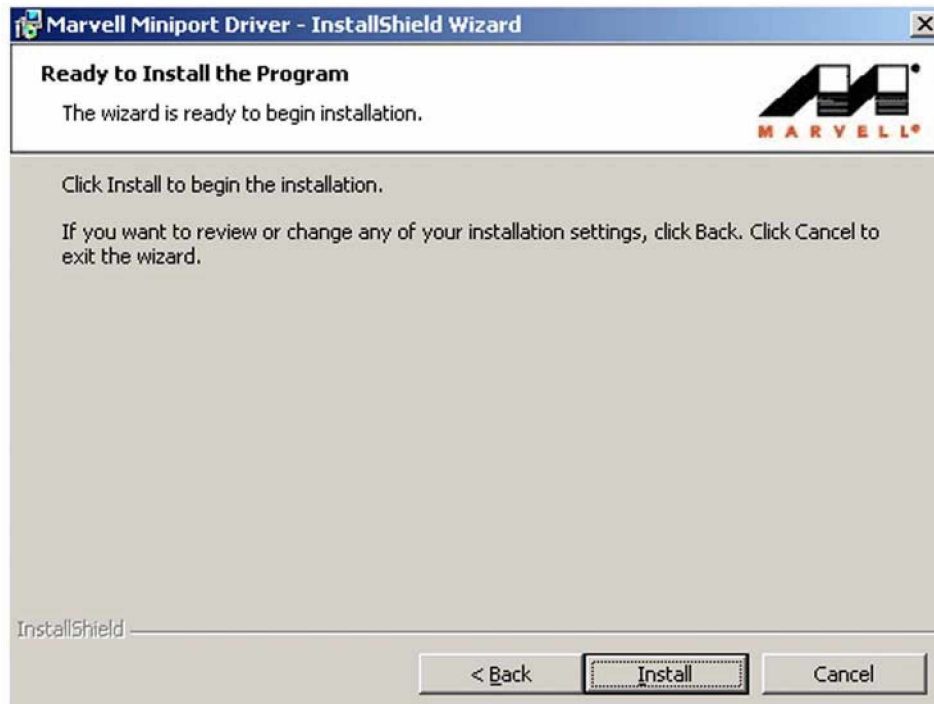 Marvell Miniport Driver - InstallShield Wizard
Ready to Install the Program
The wizard is ready to begin installation.
MARVELL®
Click Install to begin the installation.
If you want to review or change any of your installation settings, click Back. Click Cancel to
exit the wizard.
InstallShield
< Back
Install
Cancel